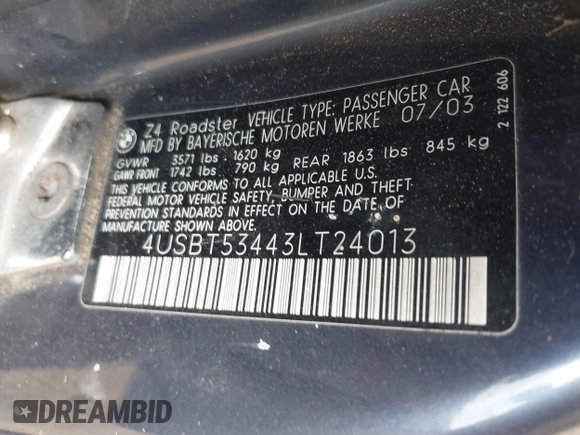 Z4 Roadster VEHICLE TYPE: PASSENGER CAR
MFD BY BAYERISCHE MOTOREN WERKE 07/03
GVWR 3571 lbs 1620 kg
GAWR FRONT 1742 lbs 790 kg REAR 1863 lbs 845 kg
THIS VEHICLE CONFORMS TO ALL APPLICABLE U.S.
FEDERAL MOTOR VEHICLE SAFETY, BUMPER AND THEFT
PREVENTION STANDARDS IN EFFECT ON THE DATE OF
MANUFACTURE SHOWN ABOVE.
4USBT53443LT24013
2 122 606
DREAMBID